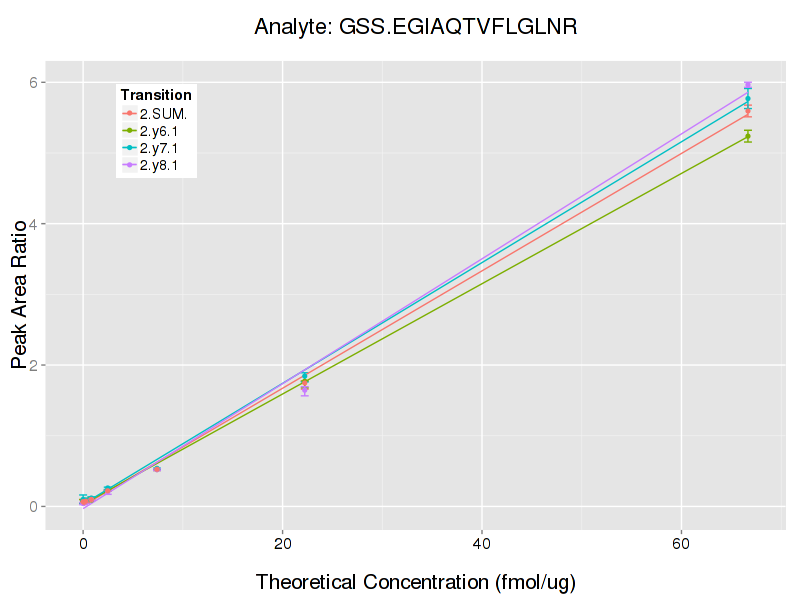 Analyte: GSS.EGIAQTVFLGLNR
Transition
2.SUM.
2.y6.1
2.y7.1
2.y8.1
Peak Area Ratio
6
4
2
0
0 20 40 60
Theoretical Concentration (fmol/ug)